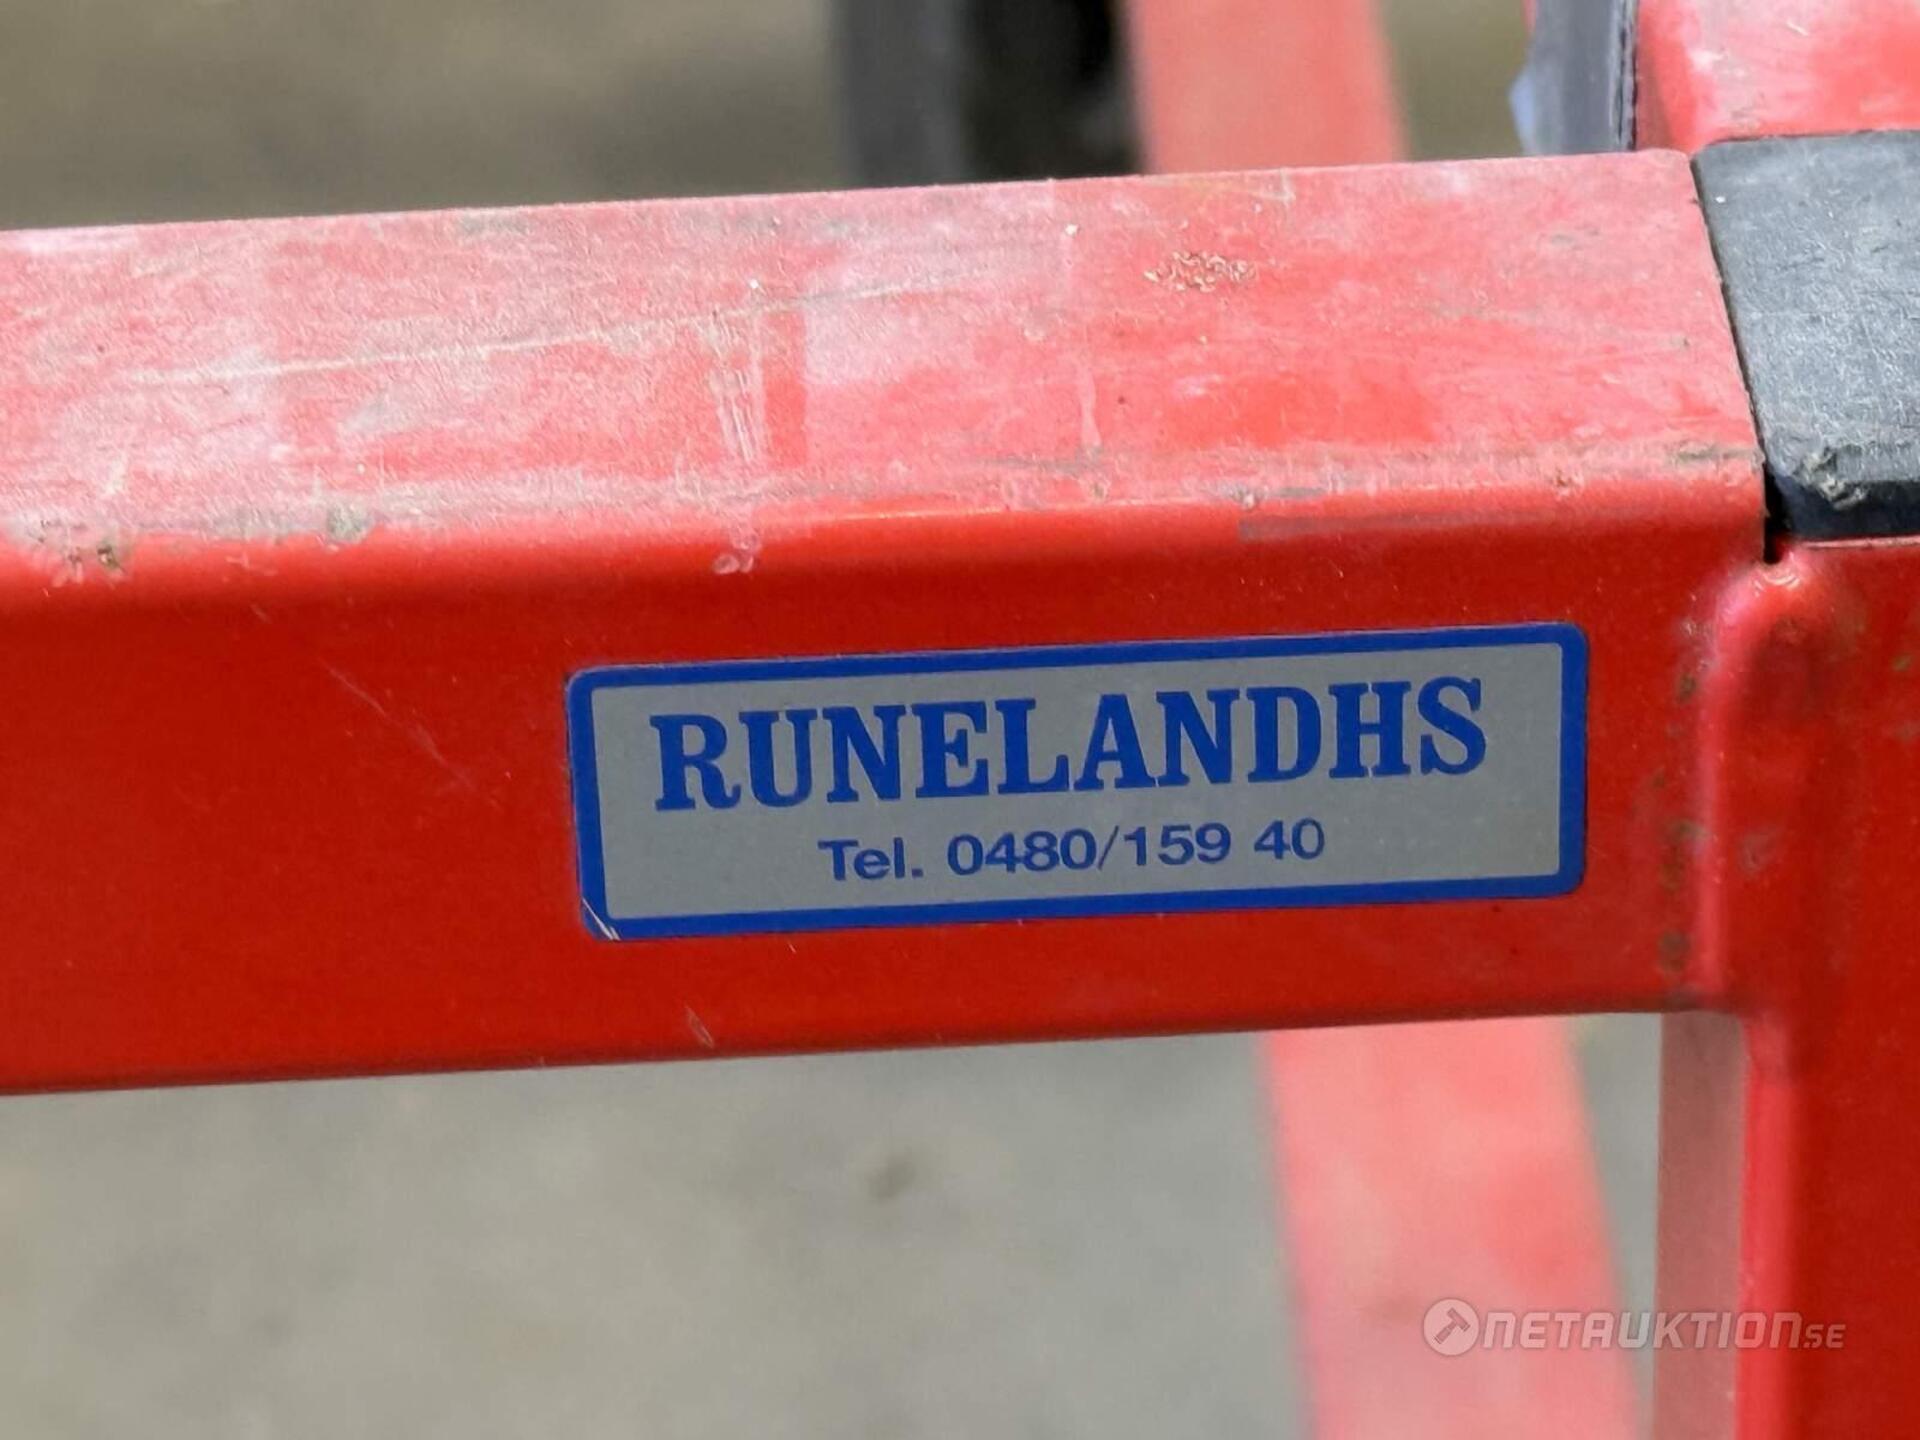 RUNELANDHS
Tel. 0480/159 40
NETAUKTION.SE